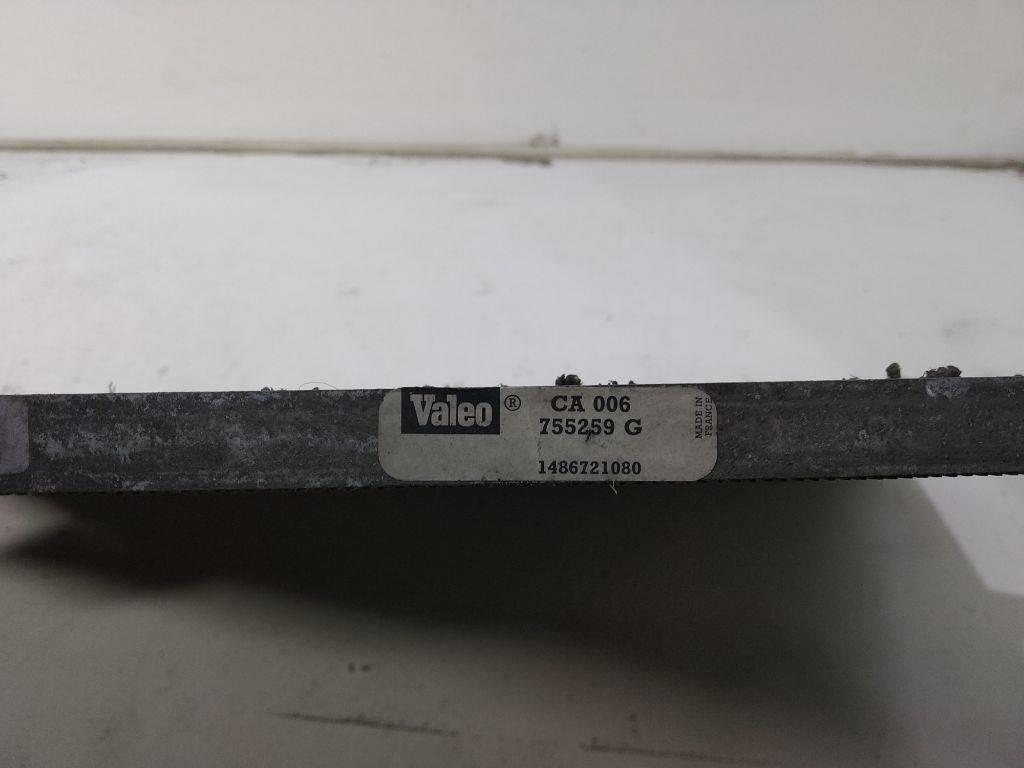 Valeo ® CA 006
755259 G
1486721080
MADE IN
FRANCE